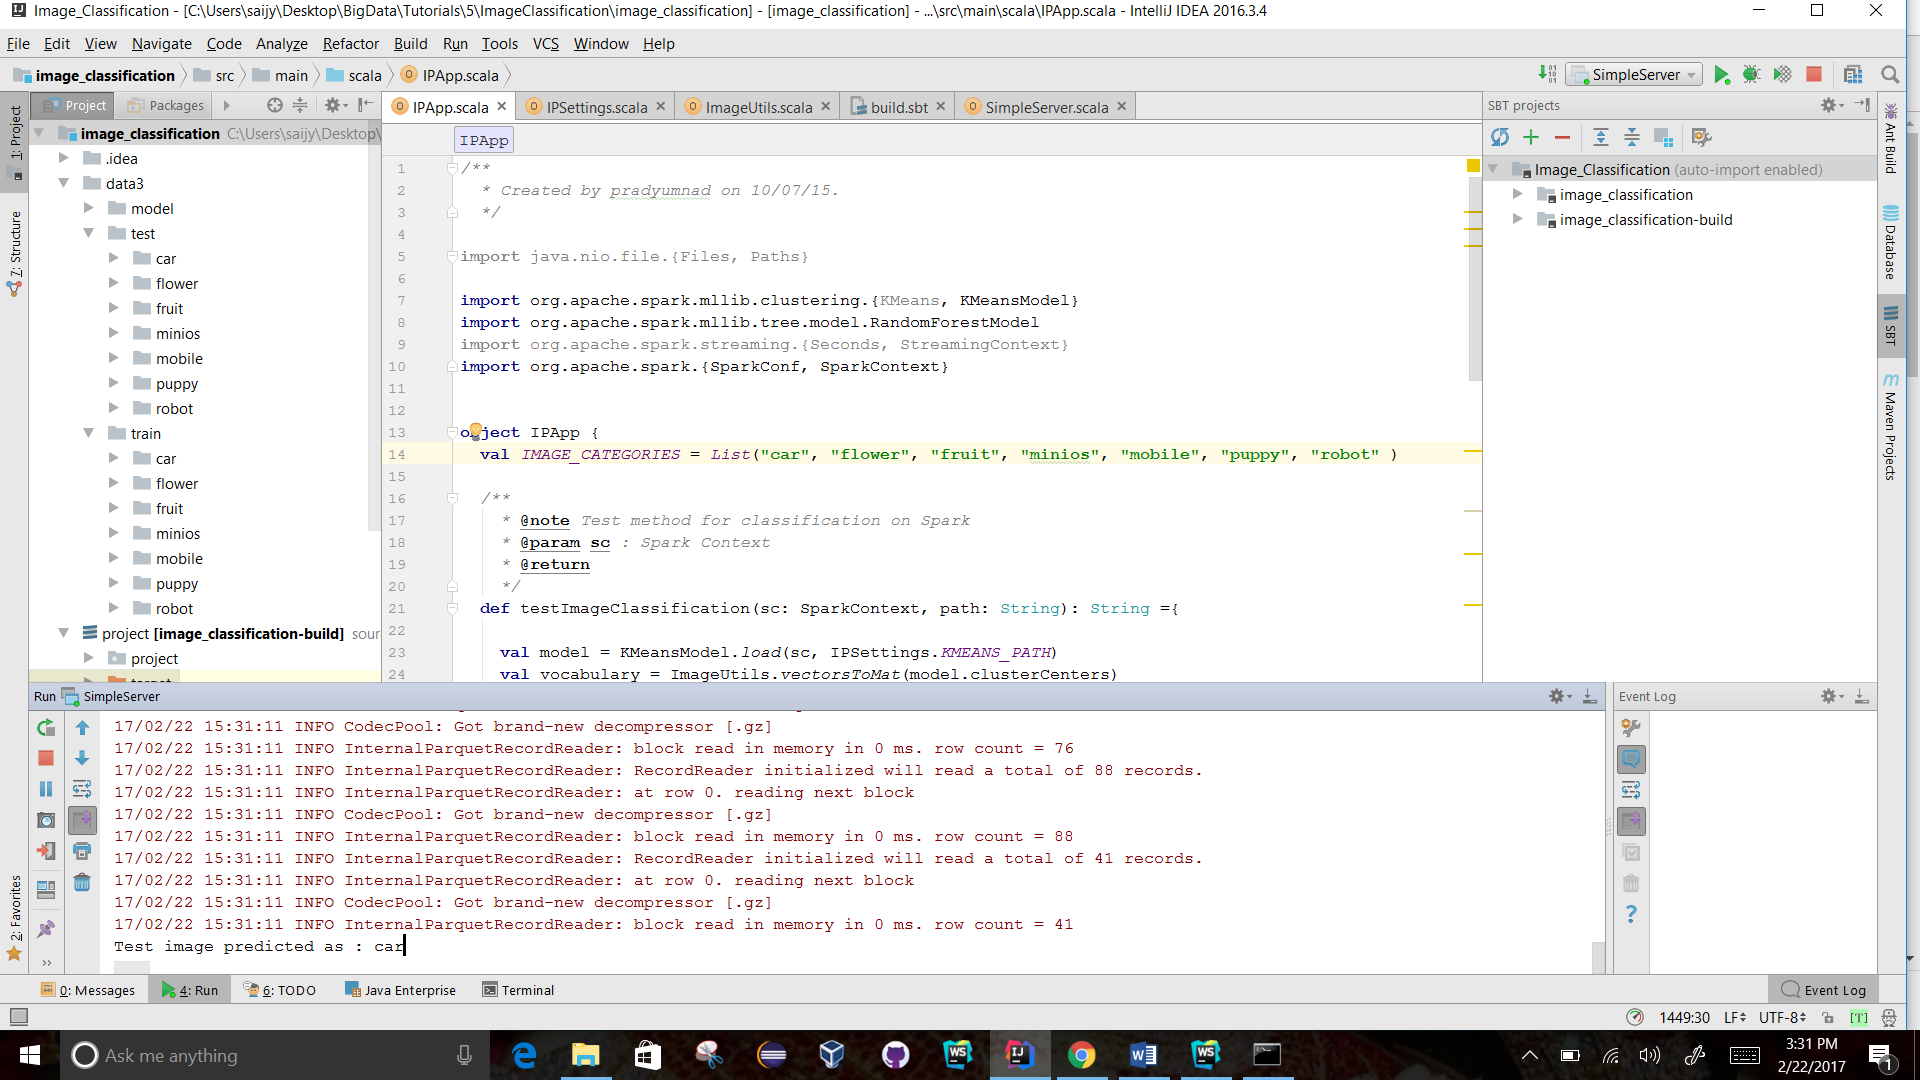 Image_Classification - [C:\Users\saijy\Desktop\BigData\Tutorials\5\ImageClassification\image_classification] - [image_classification] - ...\src\main\scala\IPApp.scala - IntelliJ IDEA 2016.3.4
File Edit View Navigate Code Analyze Refactor Build Run Tools VCS Window Help
image_classification src main scala IPApp.scala
SimpleServer
Project Packages
IPApp.scala IPSettings.scala ImageUtils.scala build.sbt SimpleServer.scala
SBT projects
1: Project
7: Structure
2: Favorites
image_classification C:\Users\saijy\Desktop\
.idea
data3
model
test
car
flower
fruit
minios
mobile
puppy
robot
train
car
flower
fruit
minios
mobile
puppy
robot
project [image_classification-build] sour
project
IPApp
1 /**
2 * Created by pradyumnad on 10/07/15.
3 */
4
5 import java.nio.file.{Files, Paths}
6
7 import org.apache.spark.mllib.clustering.{KMeans, KMeansModel}
8 import org.apache.spark.mllib.tree.model.RandomForestModel
9 import org.apache.spark.streaming.{Seconds, StreamingContext}
10 import org.apache.spark.{SparkConf, SparkContext}
11
12
13 object IPApp {
14 val IMAGE_CATEGORIES = List("car", "flower", "fruit", "minios", "mobile", "puppy", "robot" )
15
16 /**
17 * @note Test method for classification on Spark
18 * @param sc : Spark Context
19 * @return
20 */
21 def testImageClassification(sc: SparkContext, path: String): String ={
22
23 val model = KMeansModel.load(sc, IPSettings.KMEANS_PATH)
24 val vocabulary = ImageUtils.vectorsToMat(model.clusterCenters)
Image_Classification (auto-import enabled)
image_classification
image_classification-build
Ant Build
Database
SBT
Maven Projects
Run SimpleServer
Event Log
17/02/22 15:31:11 INFO CodecPool: Got brand-new decompressor [.gz]
17/02/22 15:31:11 INFO InternalParquetRecordReader: block read in memory in 0 ms. row count = 76
17/02/22 15:31:11 INFO InternalParquetRecordReader: RecordReader initialized will read a total of 88 records.
17/02/22 15:31:11 INFO InternalParquetRecordReader: at row 0. reading next block
17/02/22 15:31:11 INFO CodecPool: Got brand-new decompressor [.gz]
17/02/22 15:31:11 INFO InternalParquetRecordReader: block read in memory in 0 ms. row count = 88
17/02/22 15:31:11 INFO InternalParquetRecordReader: RecordReader initialized will read a total of 41 records.
17/02/22 15:31:11 INFO InternalParquetRecordReader: at row 0. reading next block
17/02/22 15:31:11 INFO CodecPool: Got brand-new decompressor [.gz]
17/02/22 15:31:11 INFO InternalParquetRecordReader: block read in memory in 0 ms. row count = 41
Test image predicted as : car
0: Messages 4: Run 6: TODO Java Enterprise Terminal
Event Log
1449:30 LF UTF-8 [T]
Ask me anything
3:31 PM
2/22/2017
1